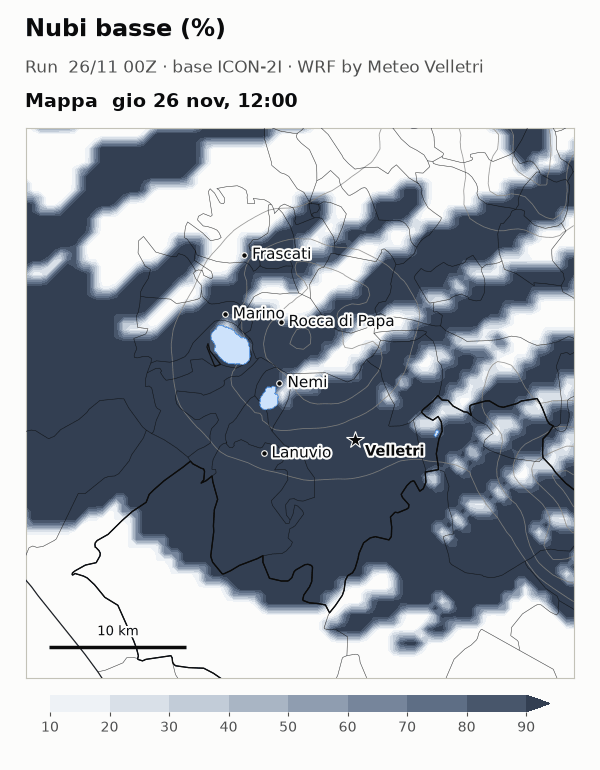 Nubi basse (%)
Run  26/11 00Z · base ICON-2I · WRF by Meteo Velletri
Mappa  gio 26 nov, 12:00
Frascati
Marino
Rocca di Papa
Nemi
Velletri
Lanuvio
10 km
10 20 30 40 50 60 70 80 90